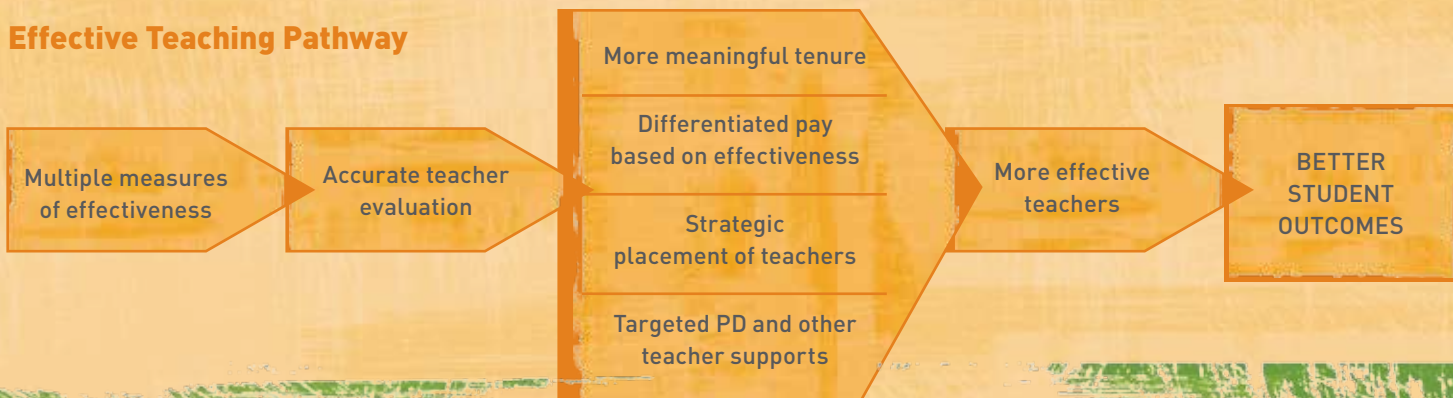 Effective Teaching Pathway
Multiple measures
of effectiveness
Accurate teacher
evaluation
More meaningful tenure
Differentiated pay
based on effectiveness
Strategic
placement of teachers
Targeted PD and other
teacher supports
More effective
teachers
BETTER
STUDENT
OUTCOMES